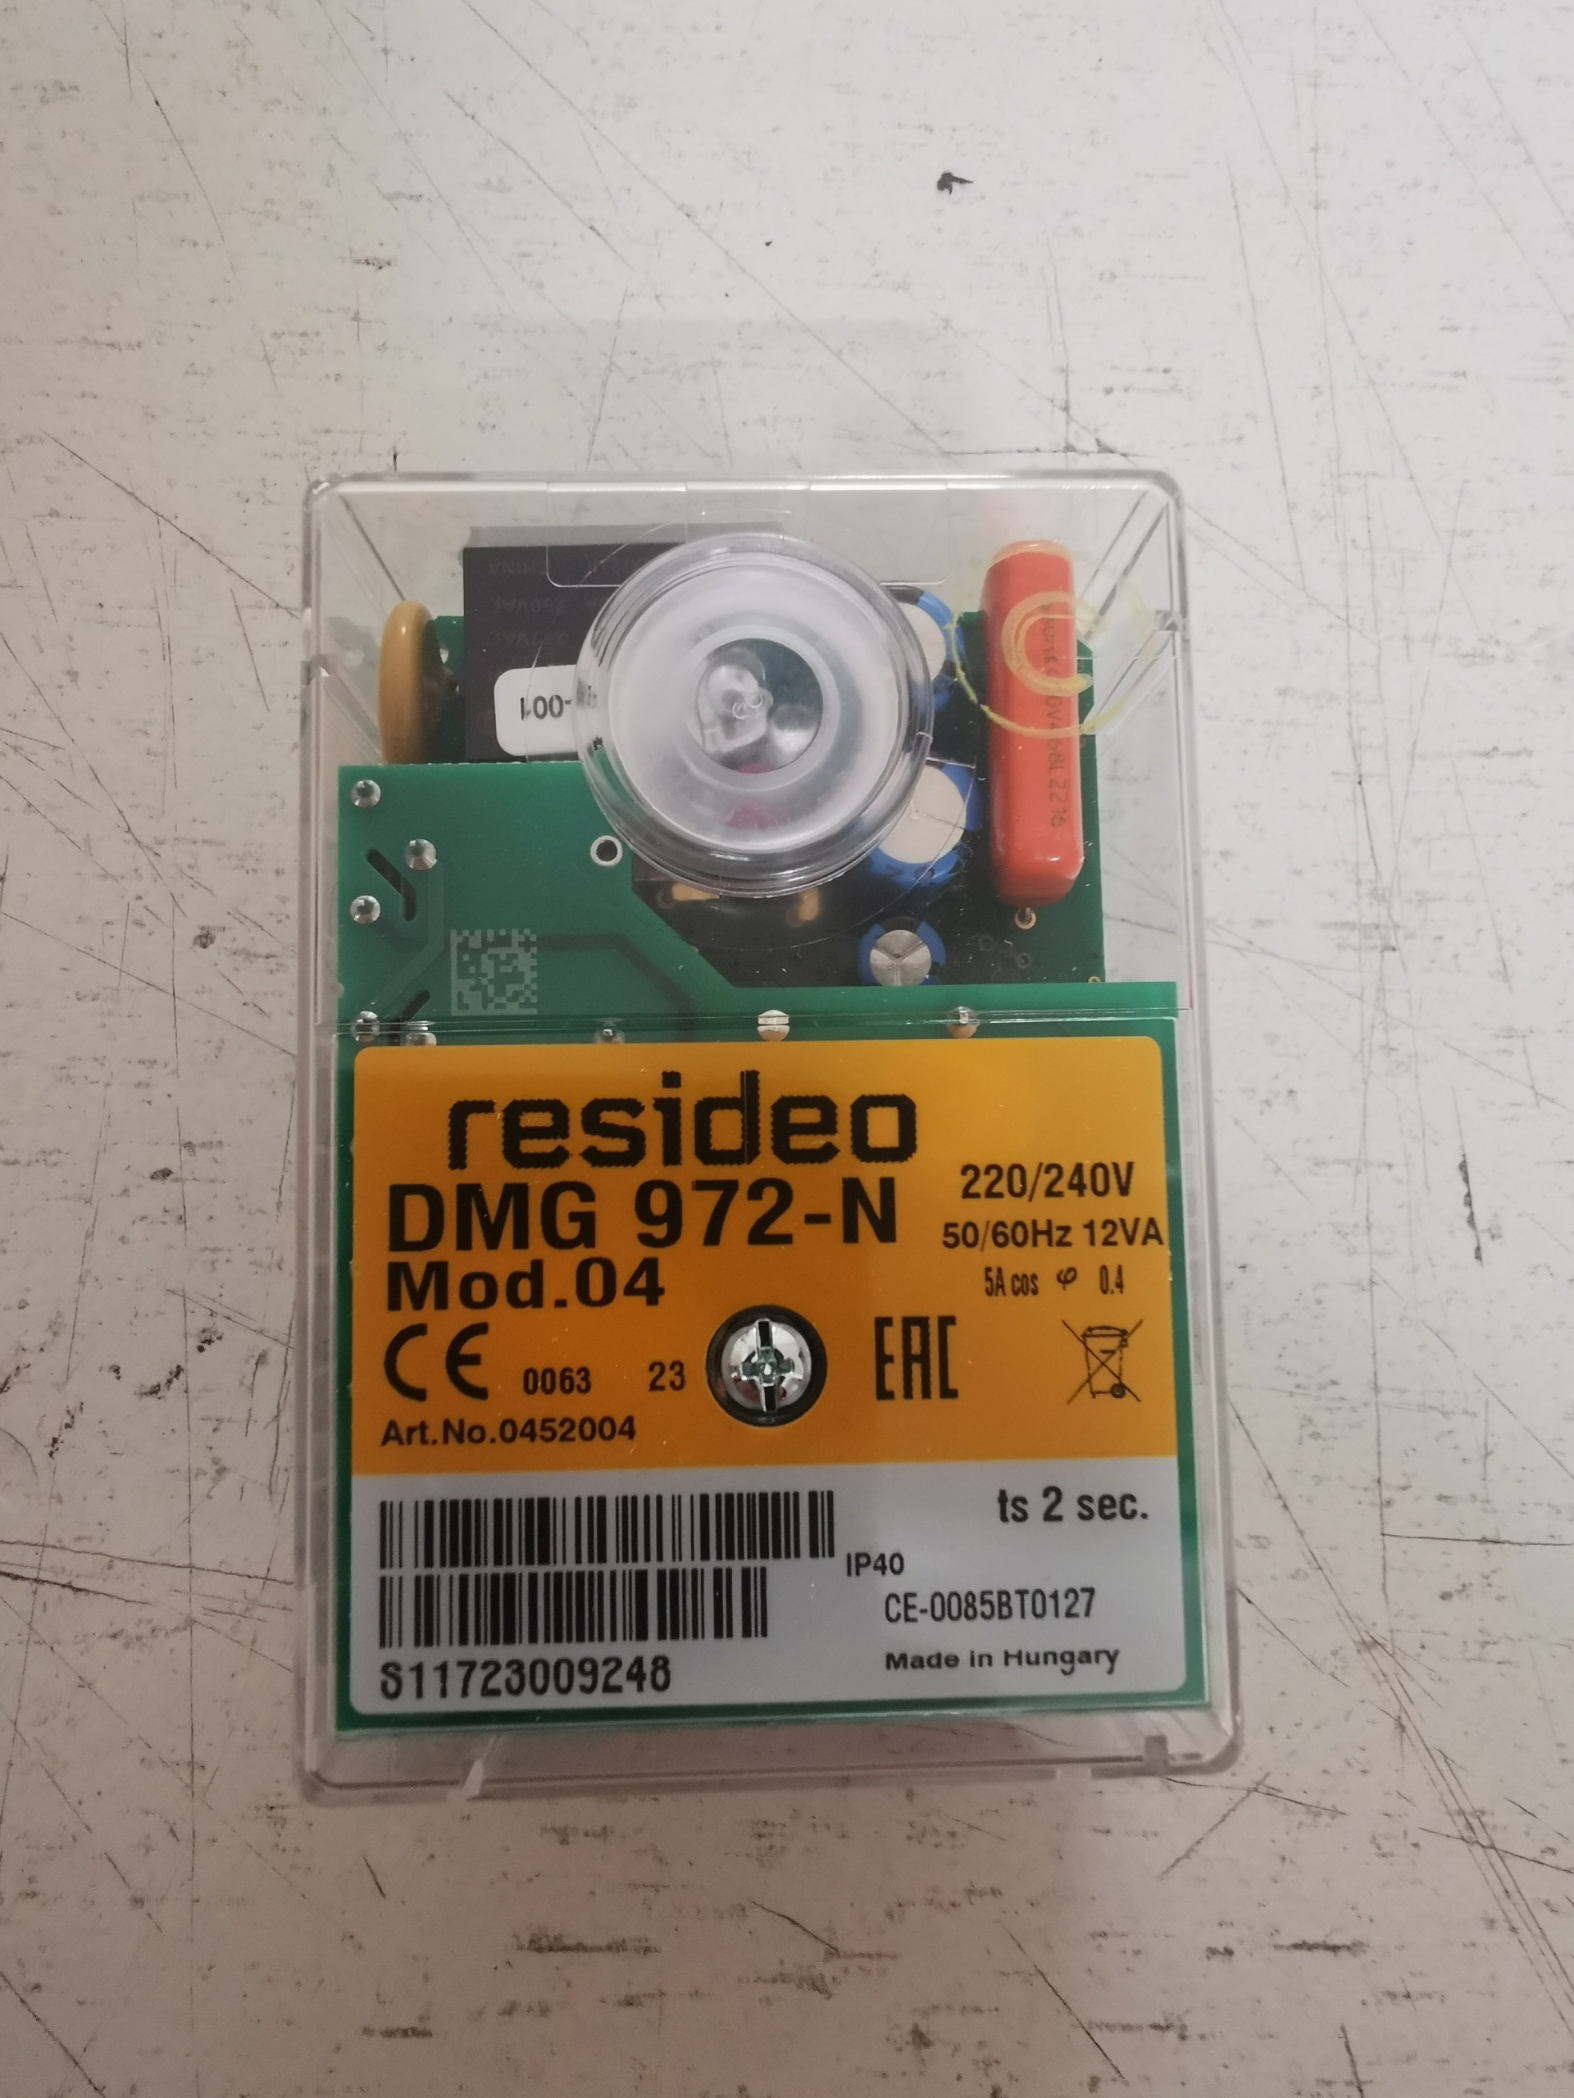 -001
resideo
DMG 972-N
220/240V
Mod.04
50/60Hz 12VA
5A cos φ 0.4
CE 0063 23 EAC
Art.No.0452004
ts 2 sec.
IP40
CE-0085BT0127
Made in Hungary
S11723009248